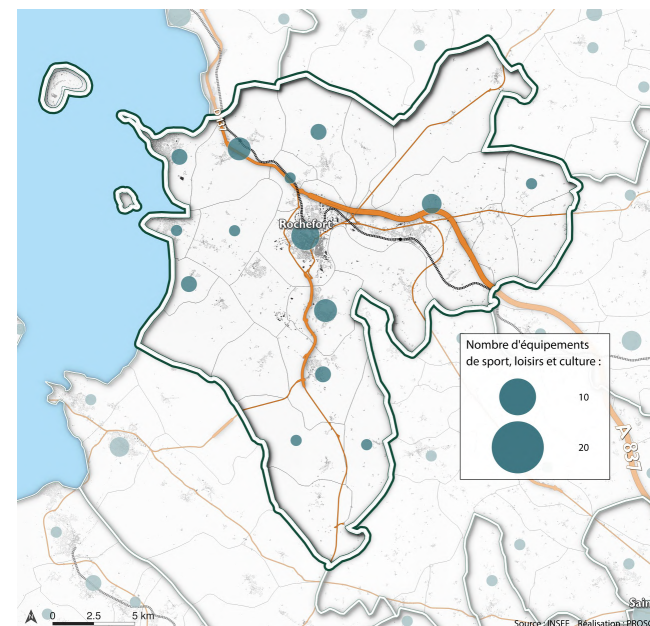 Rochefort
Nombre d'équipements
de sport, loisirs et culture :
10
20
A 837
0 2.5 5 km
Source : INSEE Réalisation : PROSC